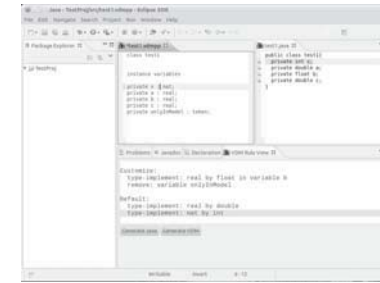 Java - TestProj/src/test1.vdmpp - Eclipse SDK
File Edit Navigate Search Project Run Window Help
Package Explorer
TestProj
test1.vdmpp
class test1
instance variables
private x : nat;
private a : real;
private b : real;
private c : real;
private onlyInModel : token;
test1.java
public class test1{
private int x;
private double a;
private float b;
private double c;
}
Problems Javadoc Declaration VDM Rule View
Customize:
type-implement: real by float in variable b
remove: variable onlyInModel
Default:
type-implement: real by double
type-implement: nat by int
Generate Java Generate VDM
Writable Insert